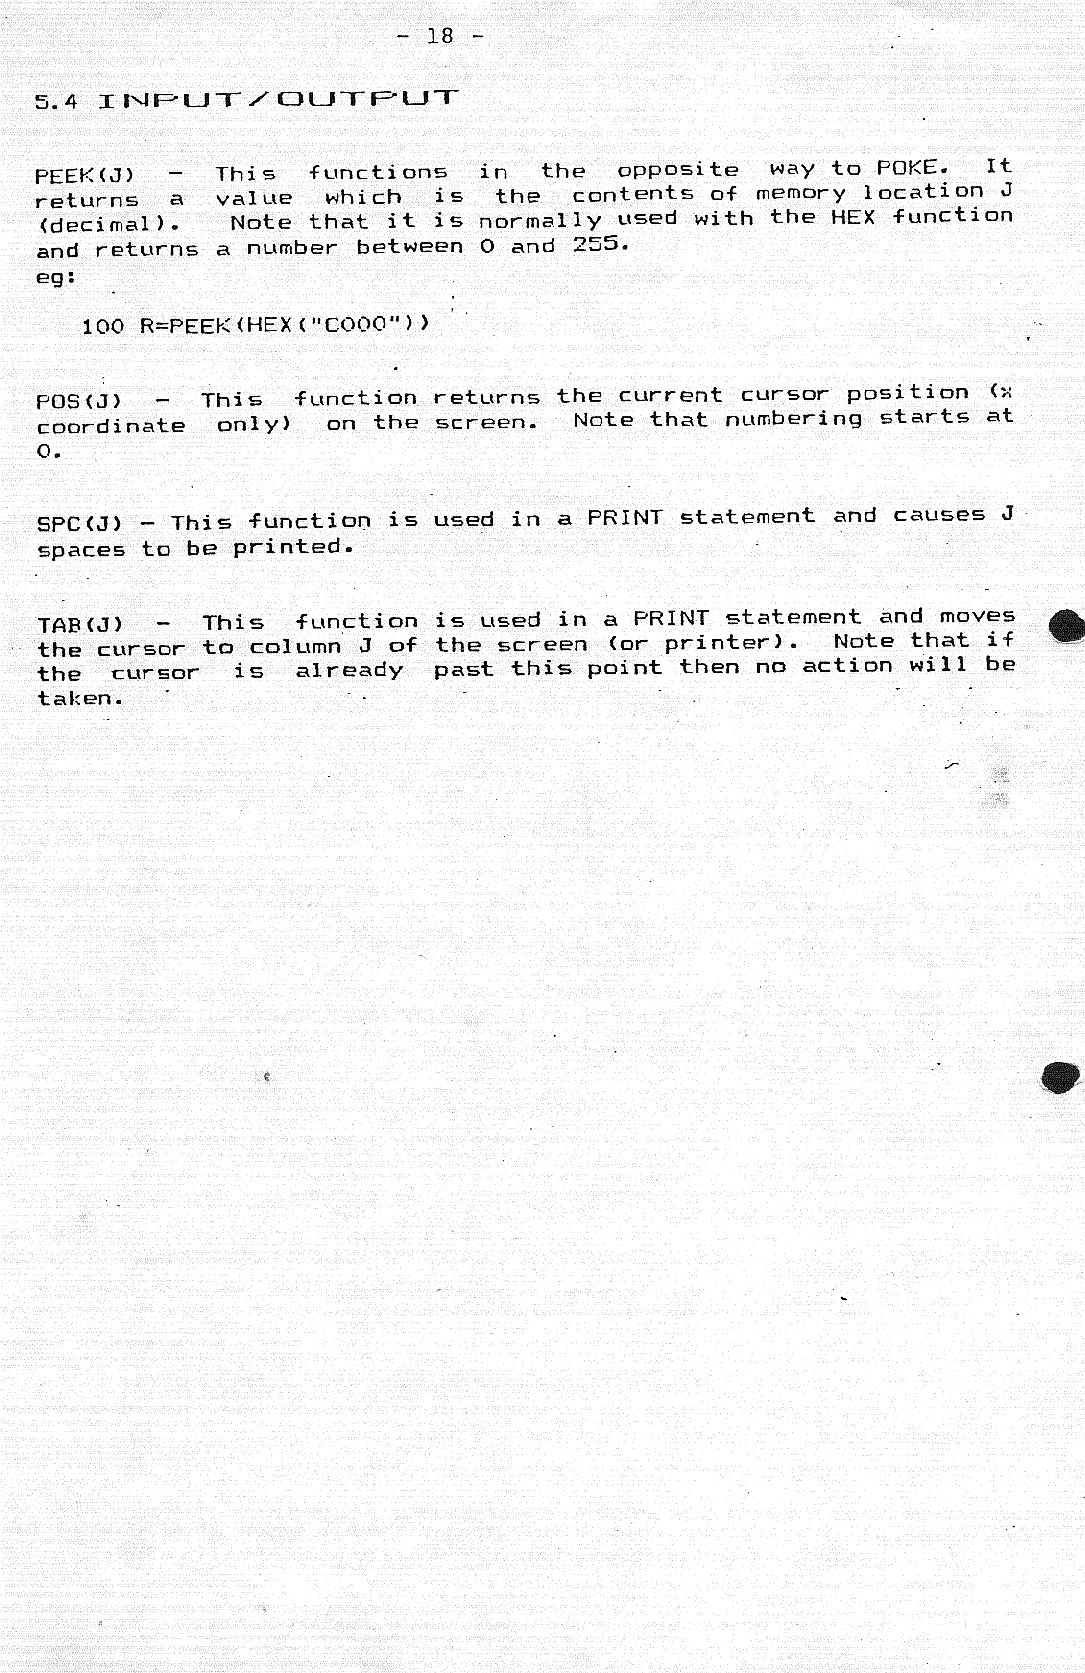 - 18 -
5.4 INPUT/OUTPUT
PEEK(J) - This functions in the opposite way to POKE. It
returns a value which is the contents of memory location J
(decimal). Note that it is normally used with the HEX function
and returns a number between 0 and 255.
eg:
100 R=PEEK(HEX("C000"))
POS(J) - This function returns the current cursor position (x
coordinate only) on the screen. Note that numbering starts at
0.
SPC(J) - This function is used in a PRINT statement and causes J
spaces to be printed.
TAB(J) - This function is used in a PRINT statement and moves
the cursor to column J of the screen (or printer). Note that if
the cursor is already past this point then no action will be
taken.